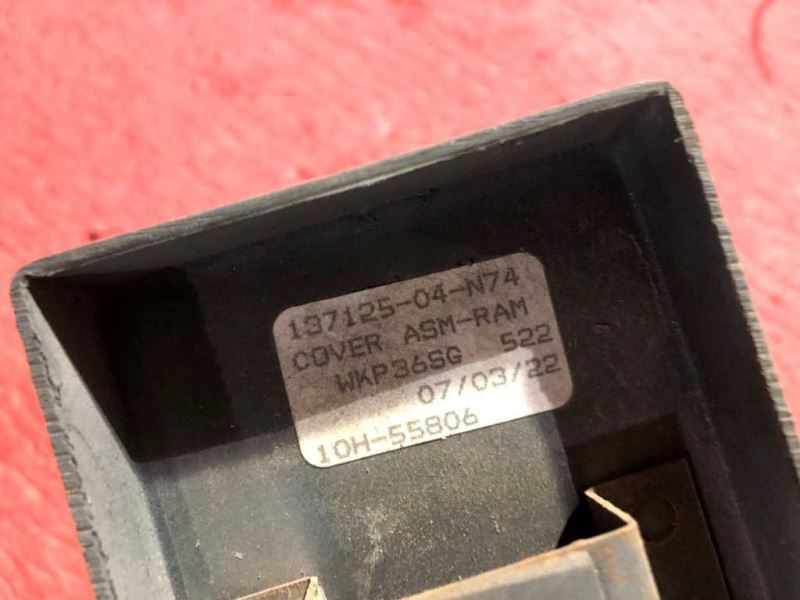 137125-04-N74
COVER ASM-RAM
WKP36SG 522
07/03/22
10H-55806